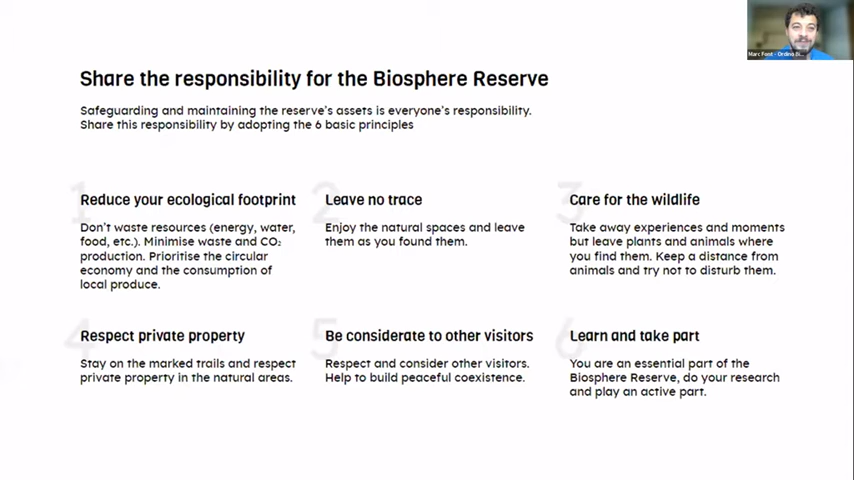 Marc Font - Ordino Bi...
Share the responsibility for the Biosphere Reserve
Safeguarding and maintaining the reserve's assets is everyone's responsibility.
Share this responsibility by adopting the 6 basic principles
1
Reduce your ecological footprint
Don't waste resources (energy, water,
food, etc.). Minimise waste and CO₂
production. Prioritise the circular
economy and the consumption of
local produce.
2
Leave no trace
Enjoy the natural spaces and leave
them as you found them.
3
Care for the wildlife
Take away experiences and moments
but leave plants and animals where
you find them. Keep a distance from
animals and try not to disturb them.
4
Respect private property
Stay on the marked trails and respect
private property in the natural areas.
5
Be considerate to other visitors
Respect and consider other visitors.
Help to build peaceful coexistence.
6
Learn and take part
You are an essential part of the
Biosphere Reserve, do your research
and play an active part.